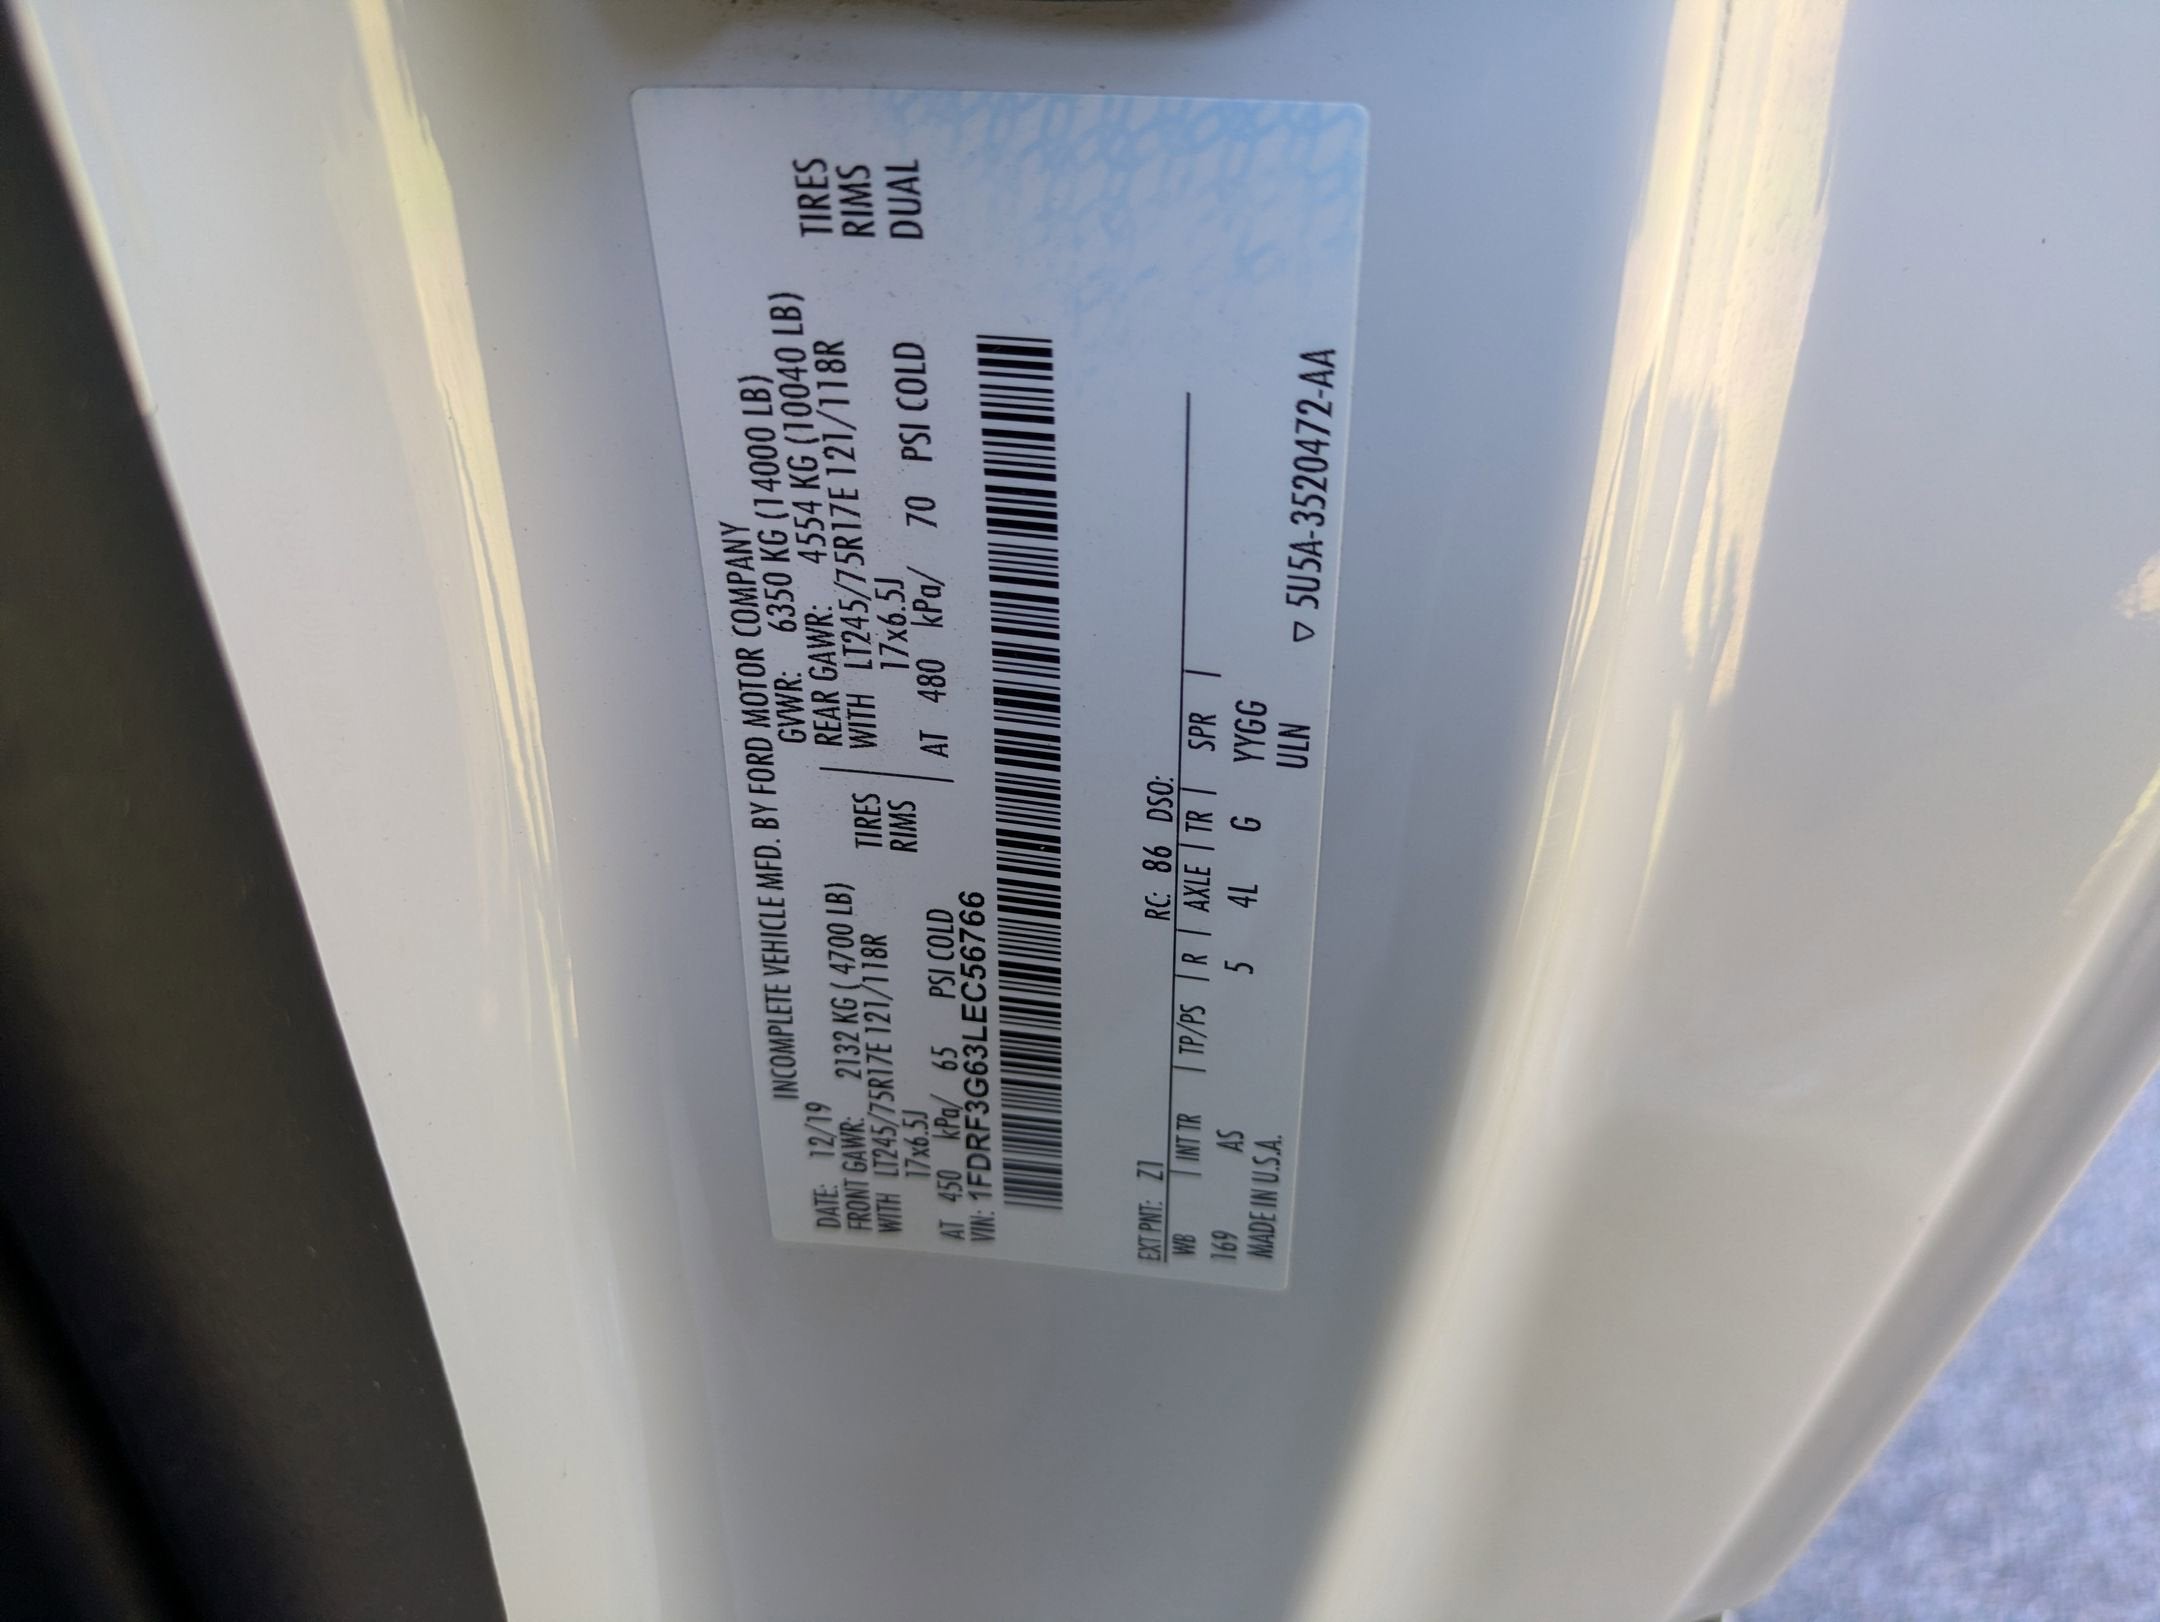 INCOMPLETE VEHICLE MFD. BY FORD MOTOR COMPANY
DATE: 12/19 GVWR: 6350 KG (14000 LB)
FRONT GAWR: 2132 KG ( 4700 LB) REAR GAWR: 4554 KG (10040 LB)
WITH LT245/75R17E 121/118R TIRES WITH LT245/75R17E 121/118R TIRES
17x6.5J RIMS 17x6.5J RIMS
AT 450 kPa/ 65 PSI COLD AT 480 kPa/ 70 PSI COLD DUAL
VIN: 1FDRF3G63LEC56766
EXT PNT: Z1 RC: 86 DSO:
WB | INT TR | TP/PS | R | AXLE | TR | SPR |
169 AS 5 4L G YYGG
MADE IN U.S.A. ULN
▽ 5U5A-3520472-AA